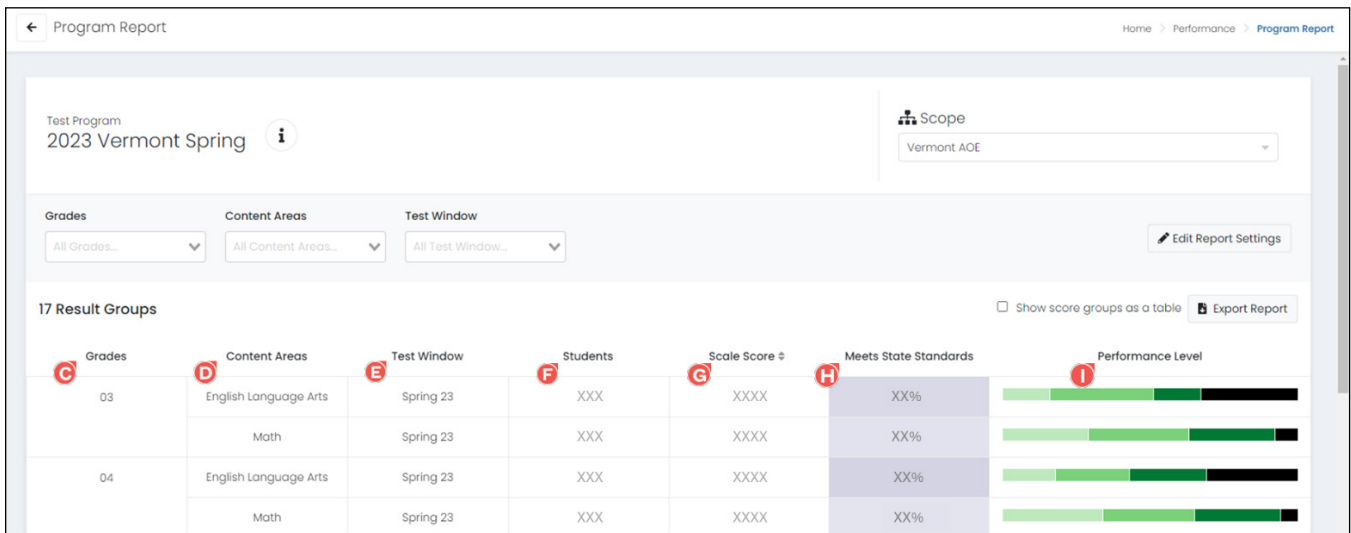 Program Report
Home > Performance > Program Report
Test Program
2023 Vermont Spring i
Scope
Vermont AOE
Grades Content Areas Test Window
All Grades... All Content Areas... All Test Window...
Edit Report Settings
17 Result Groups
Show score groups as a table Export Report
Grades Content Areas Test Window Students Scale Score Meets State Standards Performance Level
C D E F G H I
03 English Language Arts Spring 23 XXX XXXX XX%
Math Spring 23 XXX XXXX XX%
04 English Language Arts Spring 23 XXX XXXX XX%
Math Spring 23 XXX XXXX XX%